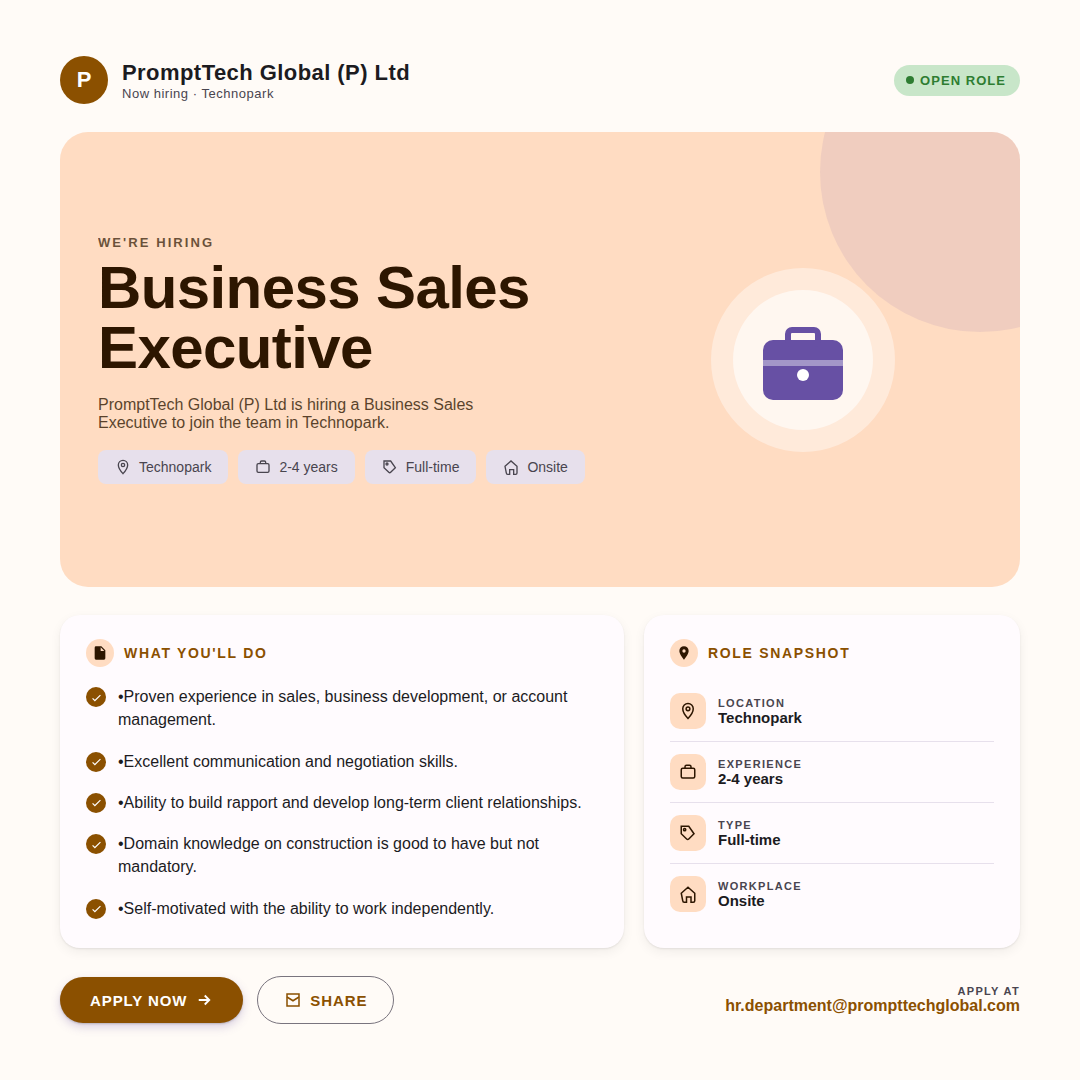 P
PromptTech Global (P) Ltd
Now hiring · Technopark
OPEN ROLE
WE'RE HIRING
Business Sales
Executive
PromptTech Global (P) Ltd is hiring a Business Sales
Executive to join the team in Technopark.
Technopark
2-4 years
Full-time
Onsite
WHAT YOU'LL DO
•Proven experience in sales, business development, or account
management.
•Excellent communication and negotiation skills.
•Ability to build rapport and develop long-term client relationships.
•Domain knowledge on construction is good to have but not
mandatory.
•Self-motivated with the ability to work independently.
ROLE SNAPSHOT
LOCATION
Technopark
EXPERIENCE
2-4 years
TYPE
Full-time
WORKPLACE
Onsite
APPLY NOW
SHARE
APPLY AT
hr.department@prompttechglobal.com